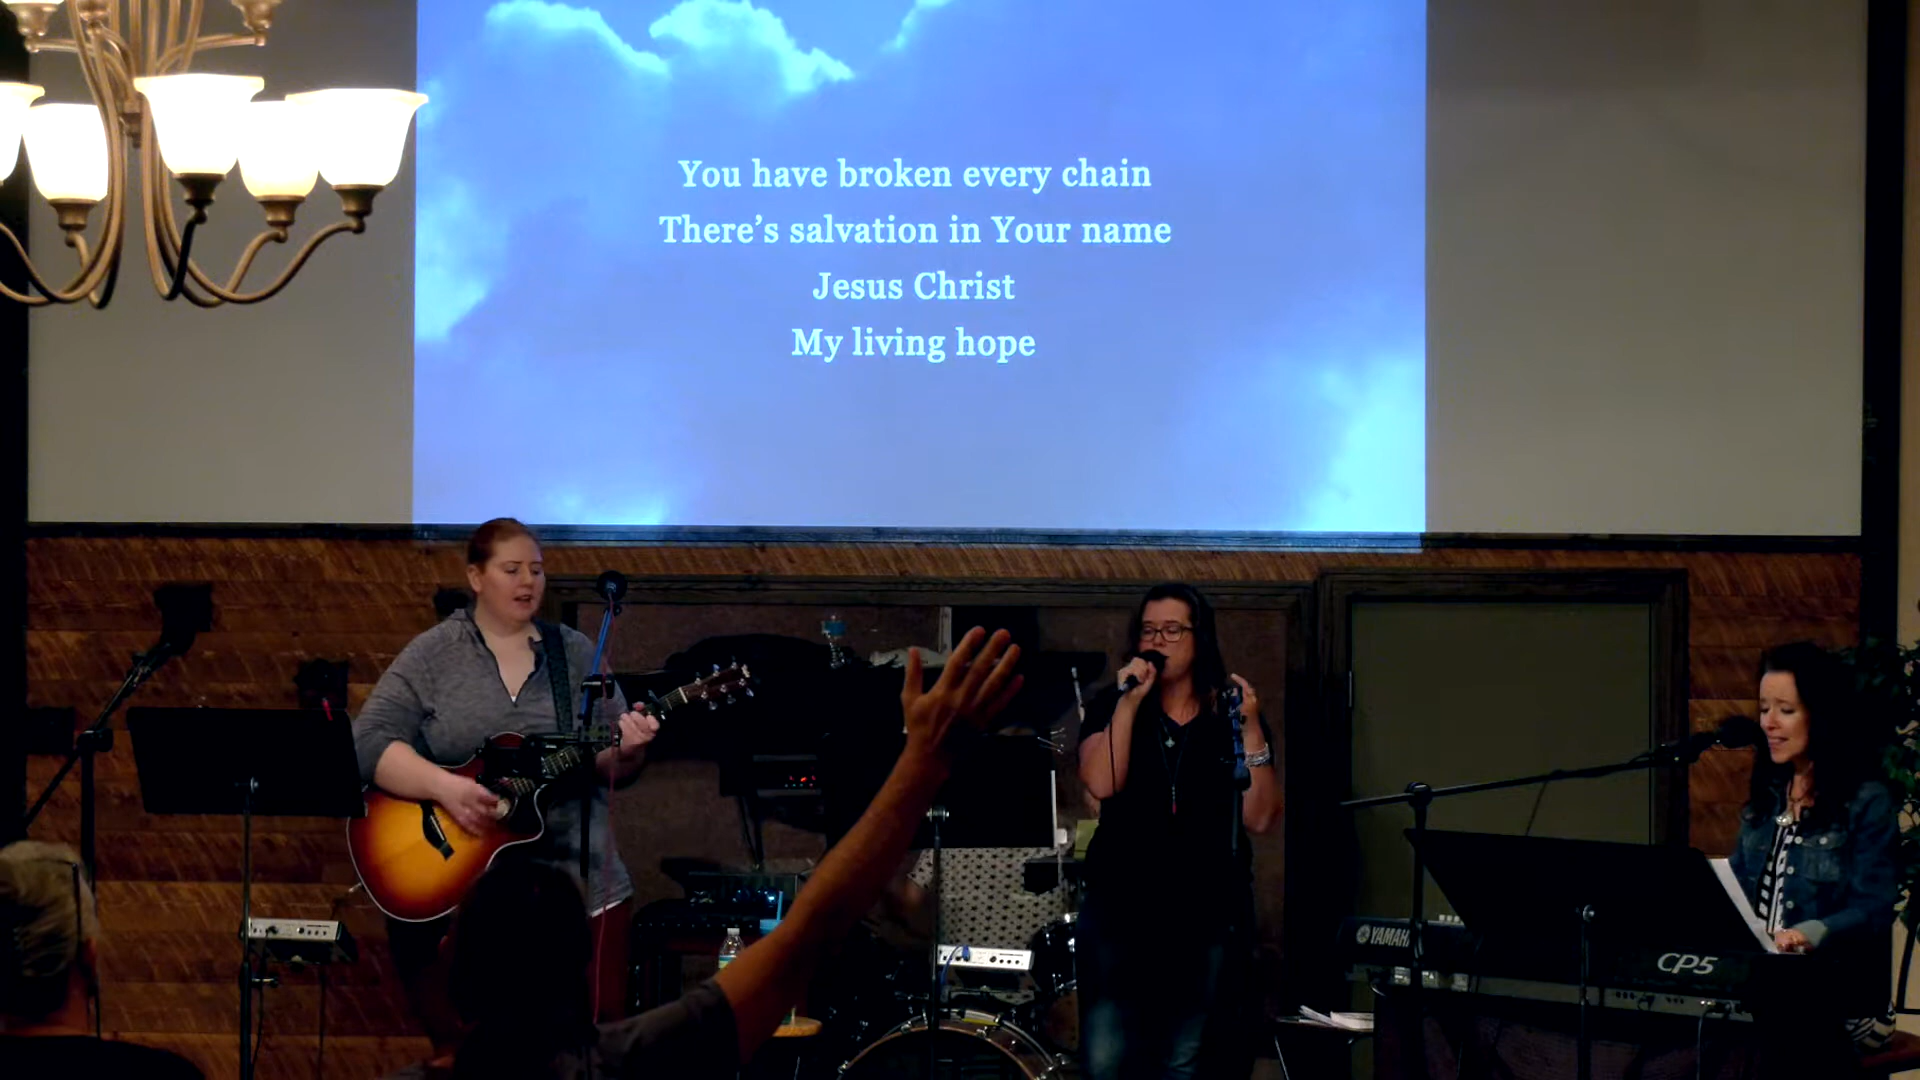 You have broken every chain
There's salvation in Your name
Jesus Christ
My living hope
YAMAHA
CP5